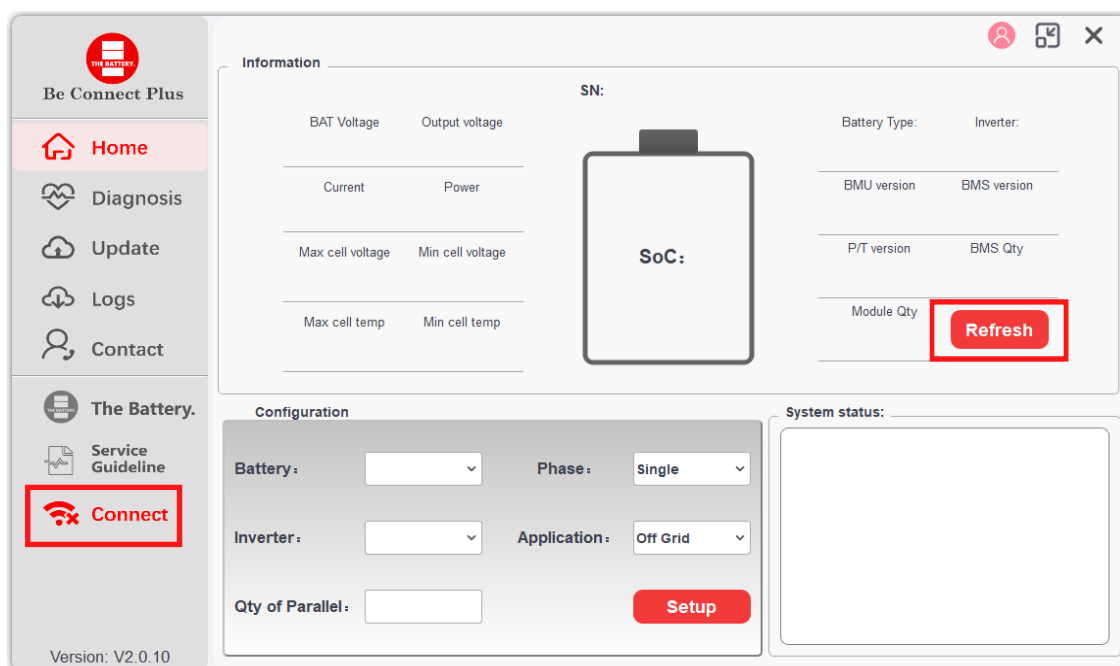 THE BATTERY.
Be Connect Plus
Home
Diagnosis
Update
Logs
Contact
THE BATTERY.
The Battery.
Service
Guideline
Connect
Version: V2.0.10
Information
SN:
BAT Voltage Output voltage
Current Power
Max cell voltage Min cell voltage
Max cell temp Min cell temp
SoC：
Battery Type: Inverter:
BMU version BMS version
P/T version BMS Qty
Module Qty
Refresh
Configuration
Battery： Phase： Single
Inverter： Application： Off Grid
Qty of Parallel： Setup
System status: